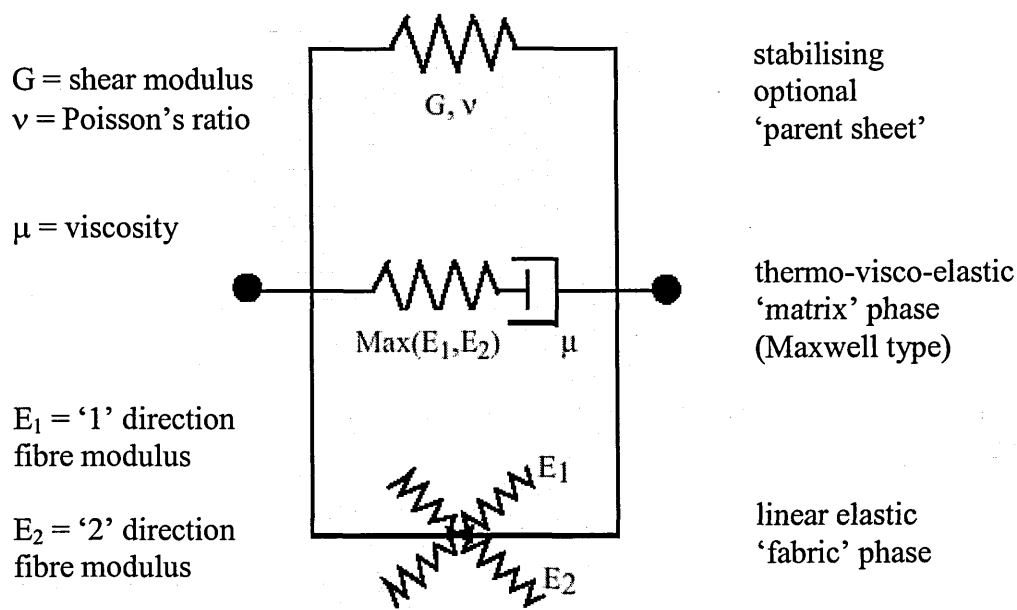 G = shear modulus
ν = Poisson's ratio
G, ν
stabilising
optional
‘parent sheet’
μ = viscosity
Max(E₁,E₂)
μ
thermo-visco-elastic
‘matrix’ phase
(Maxwell type)
E₁ = ‘1’ direction
fibre modulus
E₂ = ‘2’ direction
fibre modulus
E₁
E₂
linear elastic
‘fabric’ phase